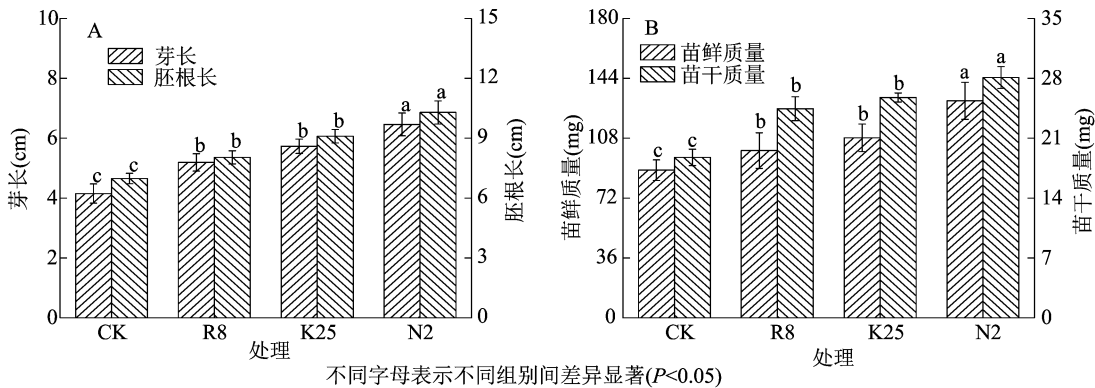 A
芽长
胚根长
10
8
6
4
2
0
芽长(cm)
15
12
9
6
3
0
胚根长(cm)
c c b b b b a a
CK R8 K25 N2
处理
B
苗鲜质量
苗干质量
180
144
108
72
36
0
苗鲜质量(mg)
35
28
21
14
7
0
苗干质量(mg)
c c b b b b a a
CK R8 K25 N2
处理
不同字母表示不同组别间差异显著(P<0.05)